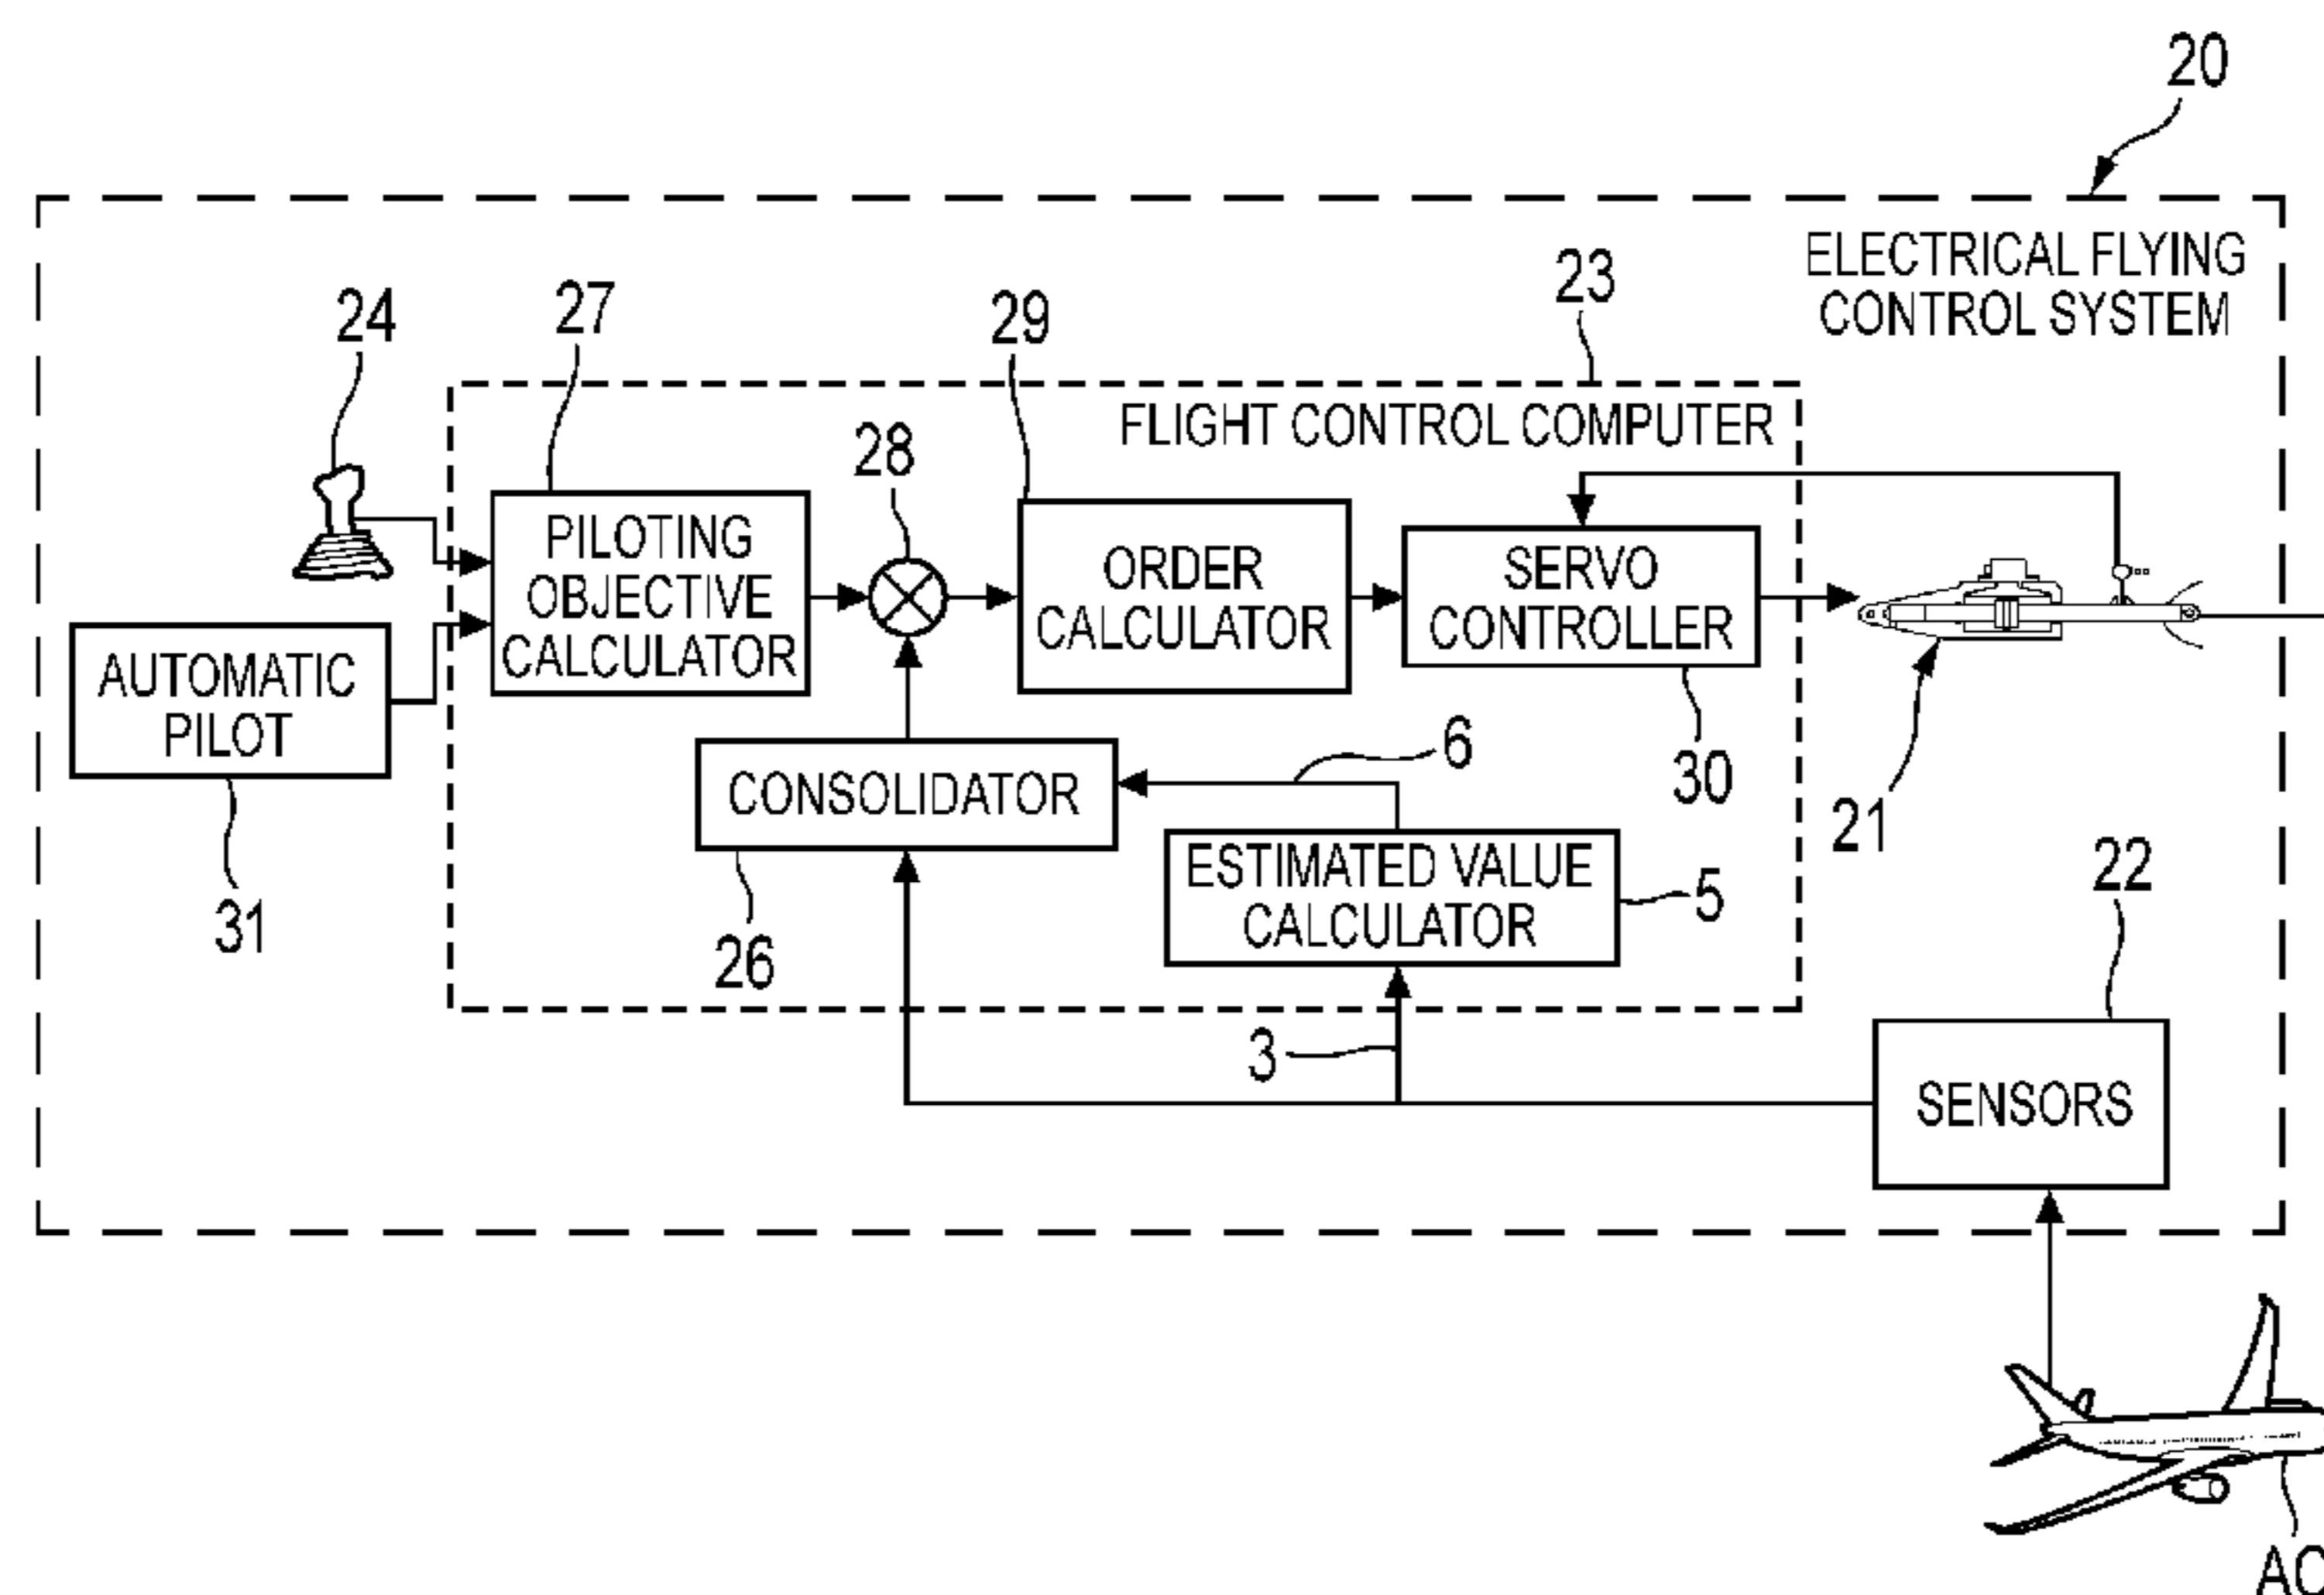 20
ELECTRICAL FLYING
CONTROL SYSTEM
23
24
27
29
FLIGHT CONTROL COMPUTER
28
PILOTING
OBJECTIVE
CALCULATOR
ORDER
CALCULATOR
SERVO
CONTROLLER
AUTOMATIC
PILOT
6
30
21
CONSOLIDATOR
ESTIMATED VALUE
CALCULATOR
5
22
31
26
3
SENSORS
AC